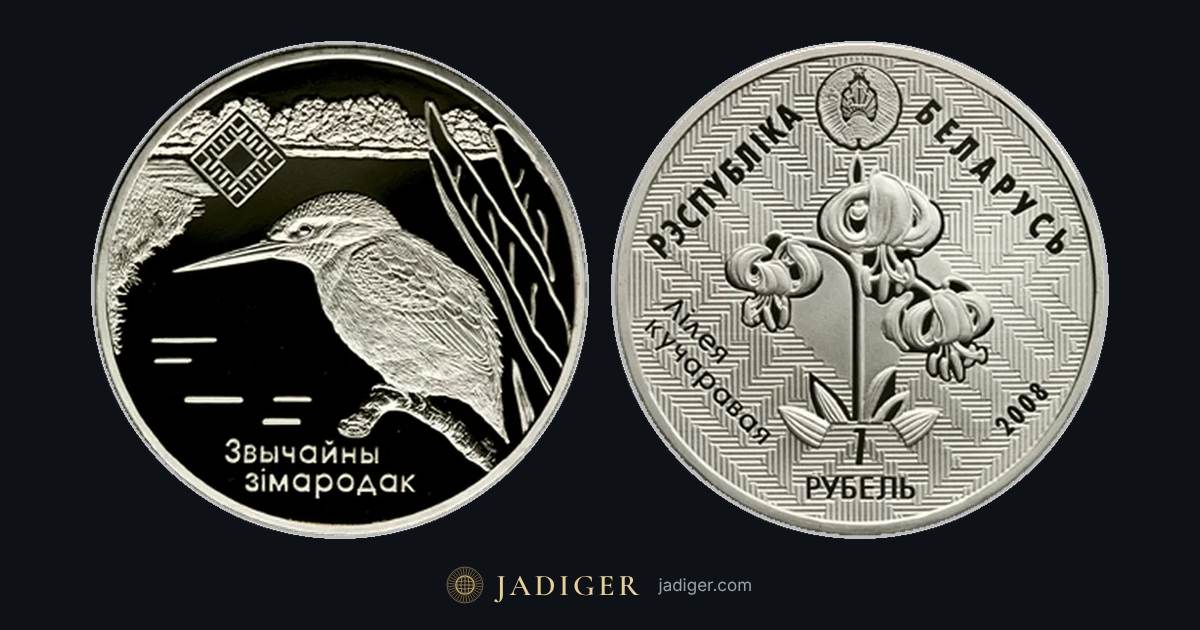 Звычайны
зімародак
РЭСПУБЛІКА БЕЛАРУСЬ
Лілея
кучаравая
2008
1
РУБЕЛЬ
JADIGER
jadiger.com